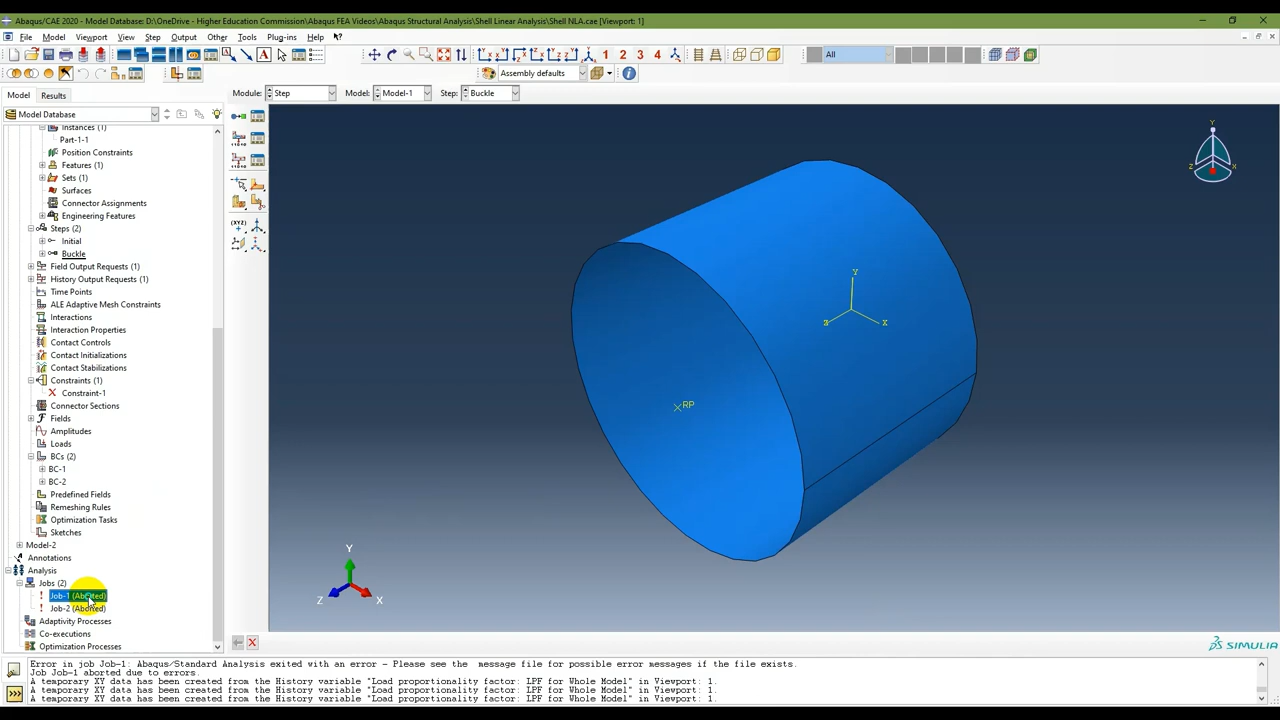 Abaqus/CAE 2020 - Model Database: D:\OneDrive - Higher Education Commission\Abaqus FEA Videos\Abaqus Structural Analysis\Shell Linear Analysis\Shell NLA.cae [Viewport: 1]
File Model Viewport View Step Output Other Tools Plug-ins Help
1 2 3 4 All
Assembly defaults
Model Results Module: Step Model: Model-1 Step: Buckle
Model Database
Instances (1)
Part-1-1
Position Constraints
Features (1)
Sets (1)
Surfaces
Connector Assignments
Engineering Features
Steps (2)
Initial
Buckle
Field Output Requests (1)
History Output Requests (1)
Time Points
ALE Adaptive Mesh Constraints
Interactions
Interaction Properties
Contact Controls
Contact Initializations
Contact Stabilizations
Constraints (1)
Constraint-1
Connector Sections
Fields
Amplitudes
Loads
BCs (2)
BC-1
BC-2
Predefined Fields
Remeshing Rules
Optimization Tasks
Sketches
Model-2
Annotations
Analysis
Jobs (2)
Job-1 (Aborted)
Job-2 (Aborted)
Adaptivity Processes
Co-executions
Optimization Processes
(XYZ)
Y
Z X
Y
Z X
RP
Y
Z X
SIMULIA
Error in job Job-1: Abaqus/Standard Analysis exited with an error - Please see the message file for possible error messages if the file exists.
Job Job-1 aborted due to errors.
A temporary XY data has been created from the History variable "Load proportionality factor: LPF for Whole Model" in Viewport: 1.
A temporary XY data has been created from the History variable "Load proportionality factor: LPF for Whole Model" in Viewport: 1.
A temporary XY data has been created from the History variable "Load proportionality factor: LPF for Whole Model" in Viewport: 1.